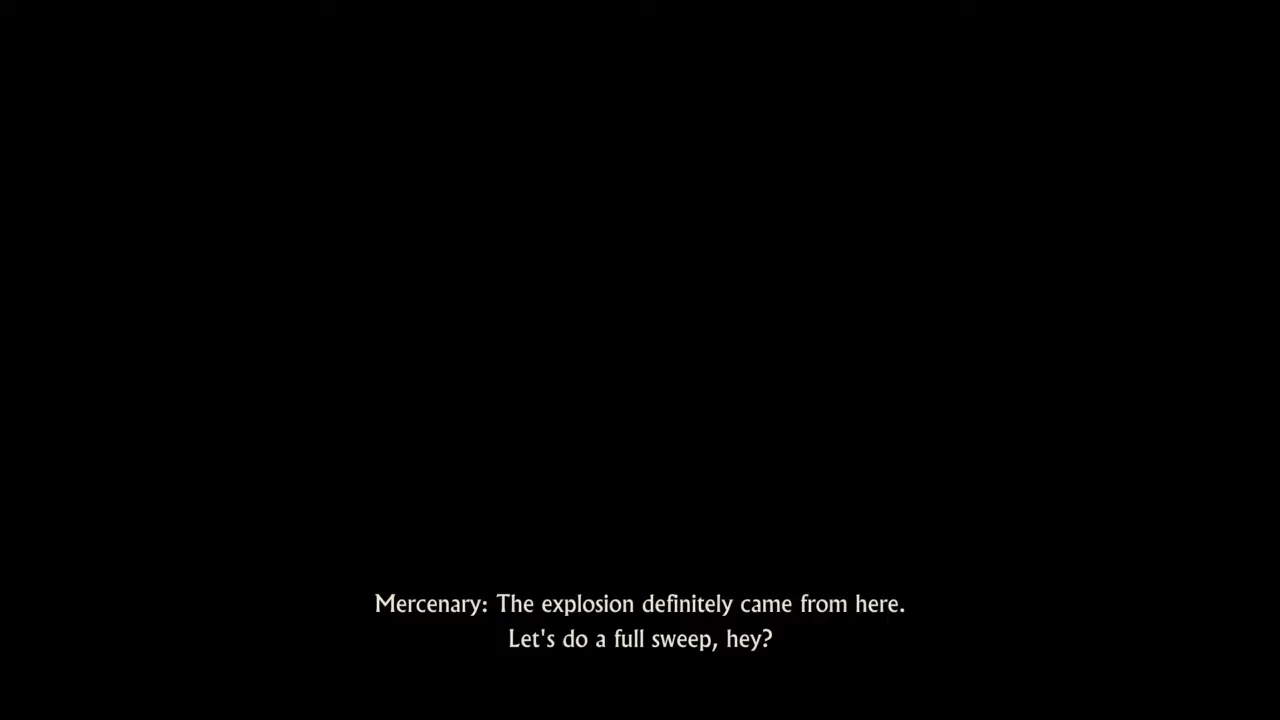 Mercenary: The explosion definitely came from here.
Let's do a full sweep, hey?